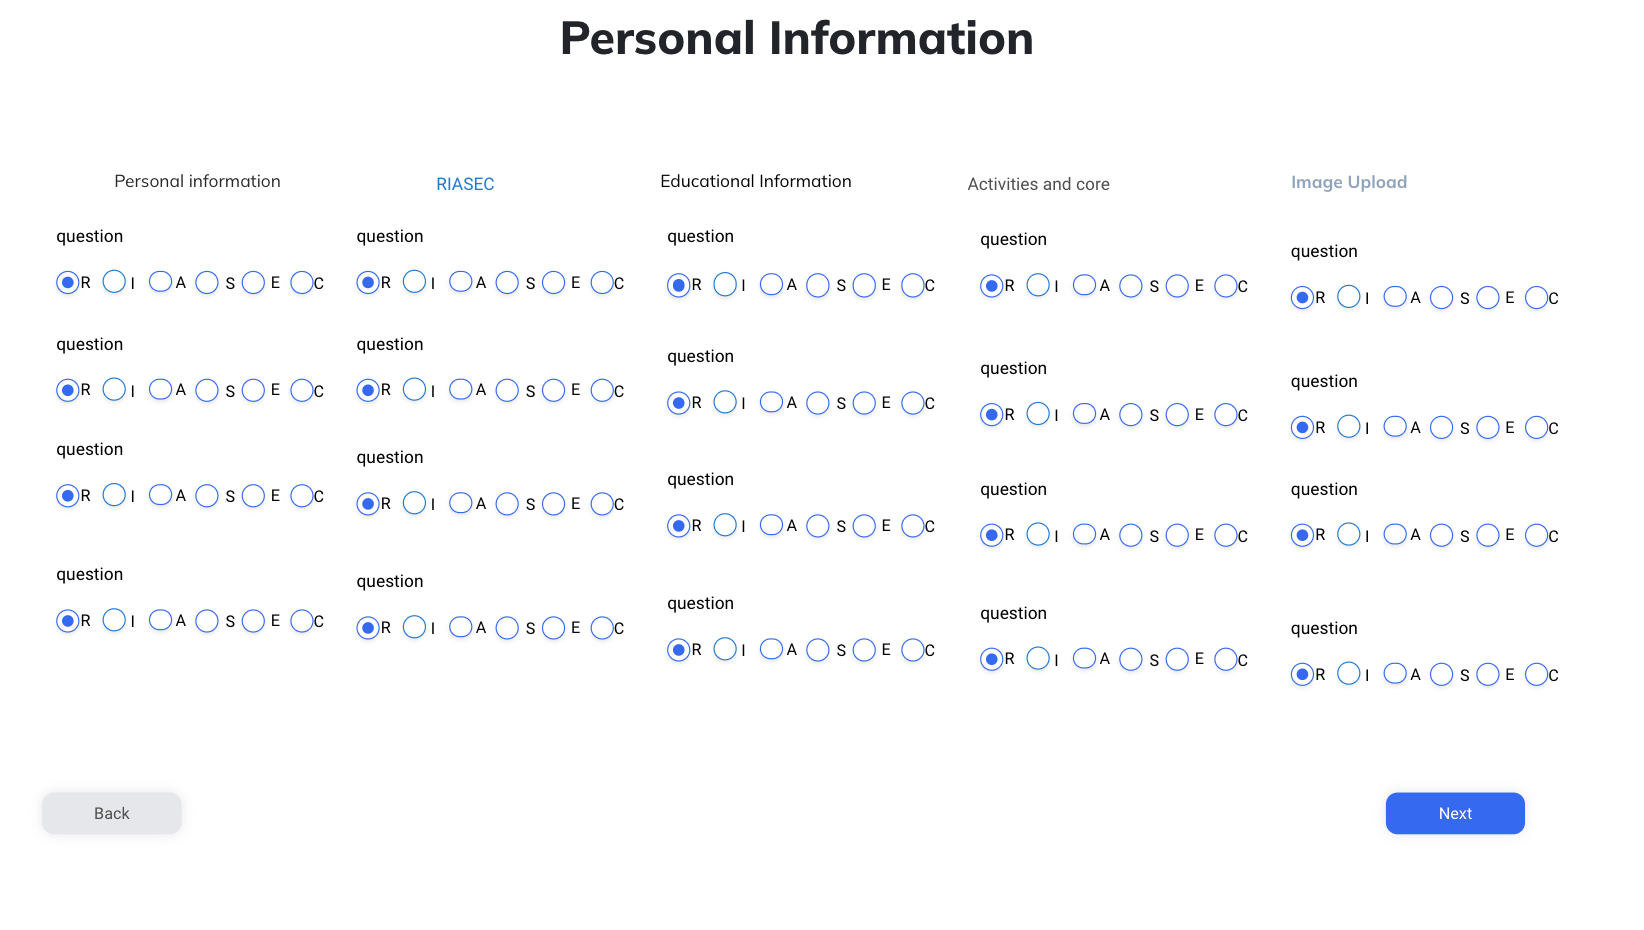 Personal Information
Personal information RIASEC Educational Information Activities and core Image Upload
question question question question question
R I A S E C R I A S E C R I A S E C R I A S E C R I A S E C
question question question question question
R I A S E C R I A S E C R I A S E C R I A S E C R I A S E C
question question question question question
R I A S E C R I A S E C R I A S E C R I A S E C R I A S E C
question question question question question
R I A S E C R I A S E C R I A S E C R I A S E C R I A S E C
Back Next